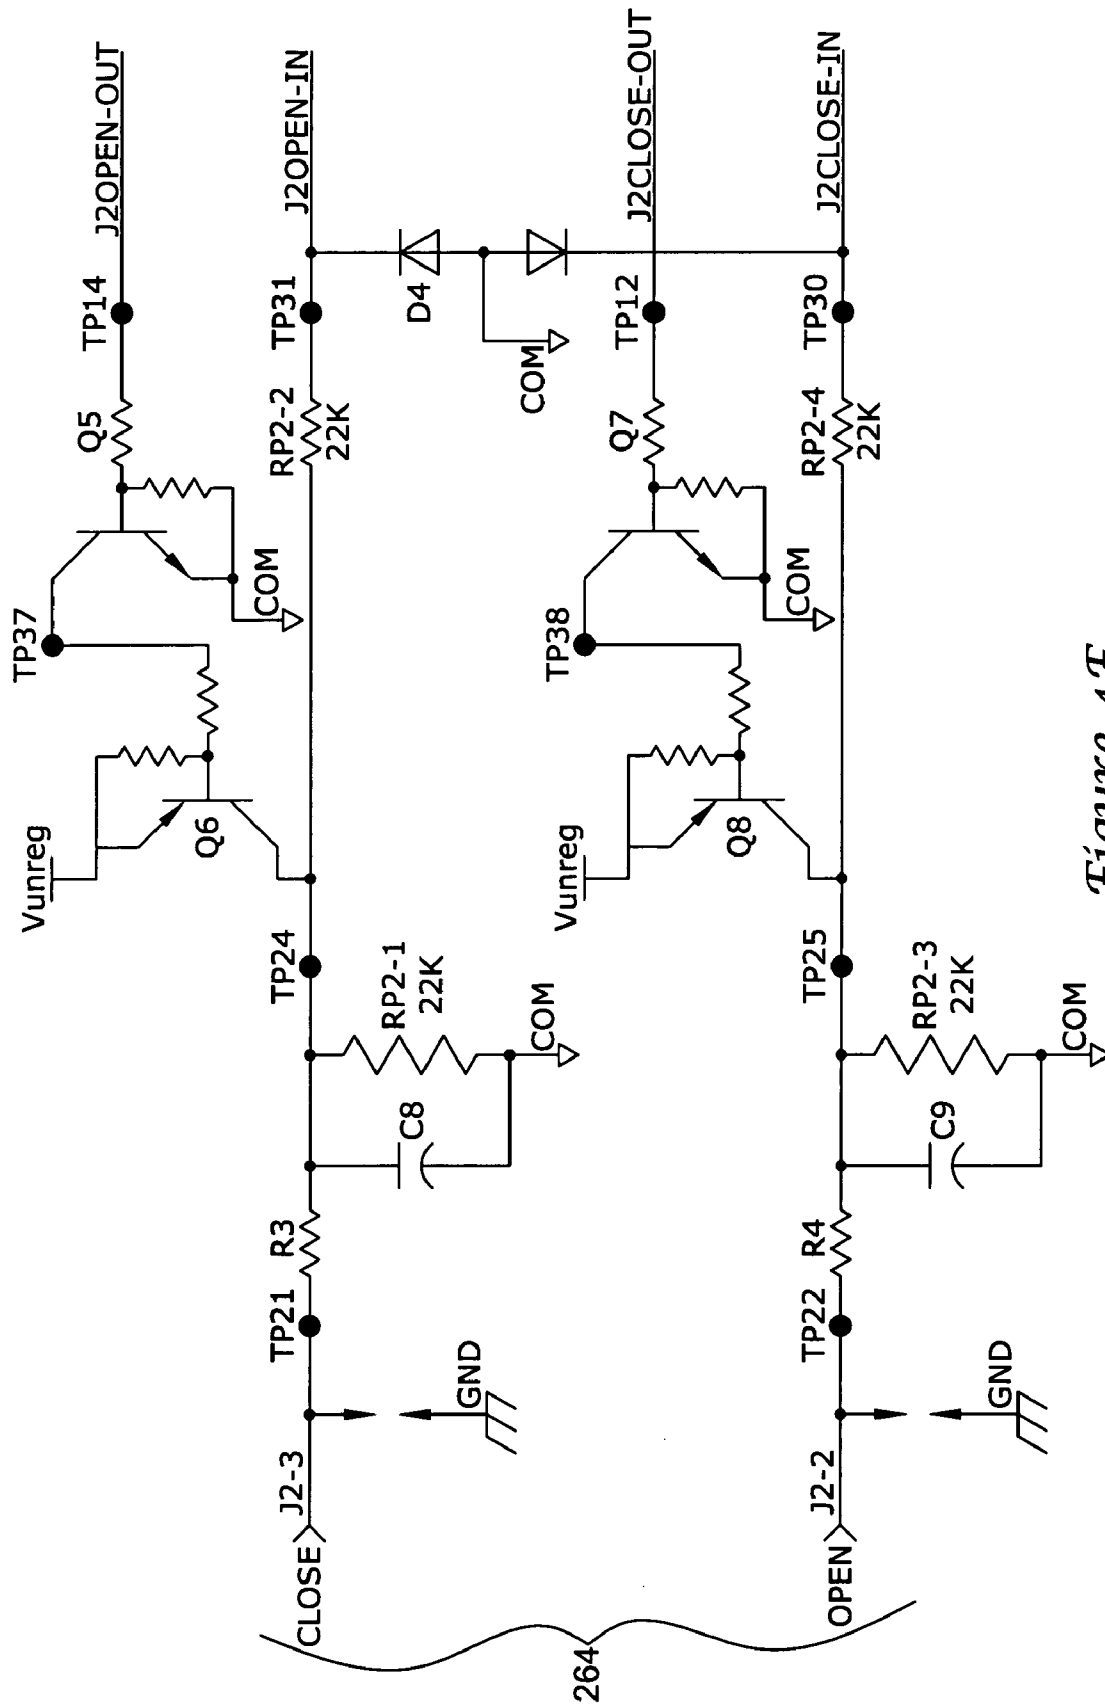 J2OPEN-OUT
TP14
Q5
TP37
COM
Vunreg
Q6
J2OPEN-IN
TP31
RP2-2
22K
TP24
RP2-1
22K
COM
C8
R3
TP21
GND
J2-3
CLOSE
D4
COM
J2CLOSE-OUT
TP12
Q7
TP38
COM
Vunreg
Q8
J2CLOSE-IN
TP30
RP2-4
22K
TP25
RP2-3
22K
COM
C9
R4
TP22
GND
J2-2
OPEN
264